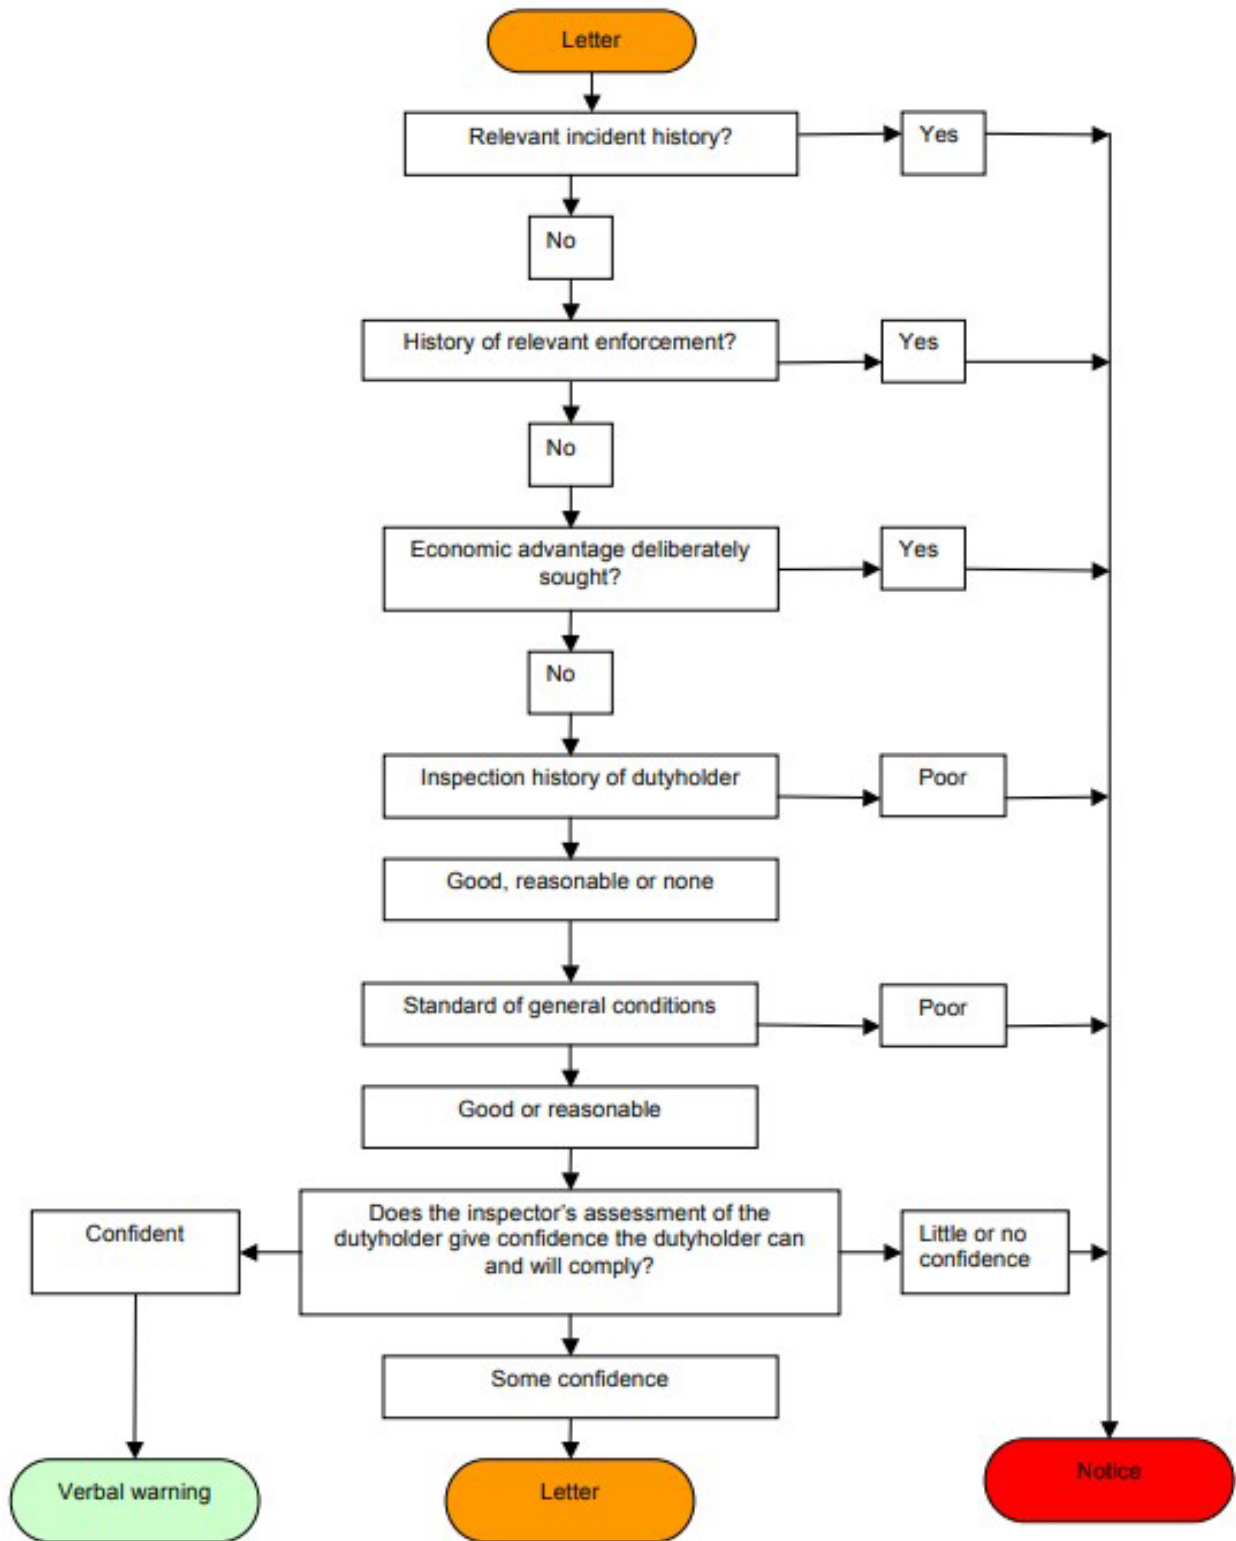 Letter
Relevant incident history?
Yes
No
History of relevant enforcement?
Yes
No
Economic advantage deliberately
sought?
Yes
No
Inspection history of dutyholder
Poor
Good, reasonable or none
Standard of general conditions
Poor
Good or reasonable
Confident
Does the inspector's assessment of the
dutyholder give confidence the dutyholder can
and will comply?
Little or no
confidence
Some confidence
Verbal warning
Letter
Notice